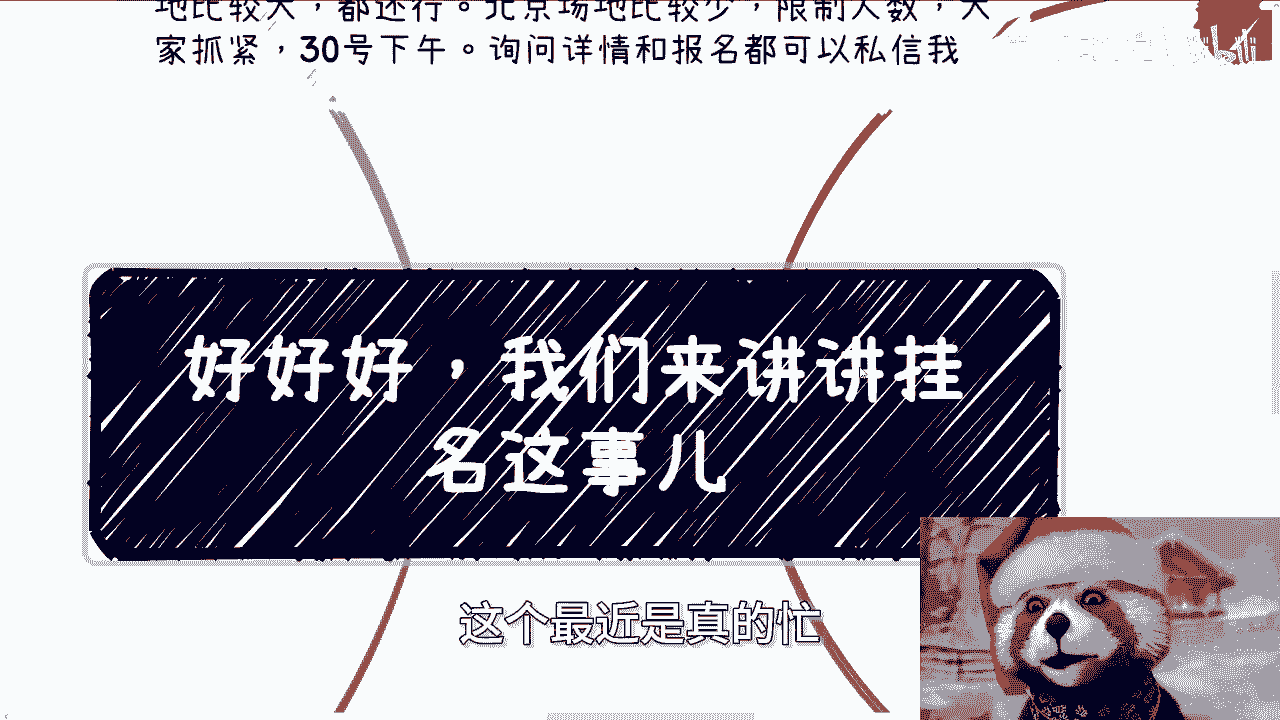 地比较大，都还行。北京场地比较少，限制人数，大
家抓紧，30号下午。询问详情和报名都可以私信我
好好好，我们来讲讲挂
名这事儿
这个最近是真的忙